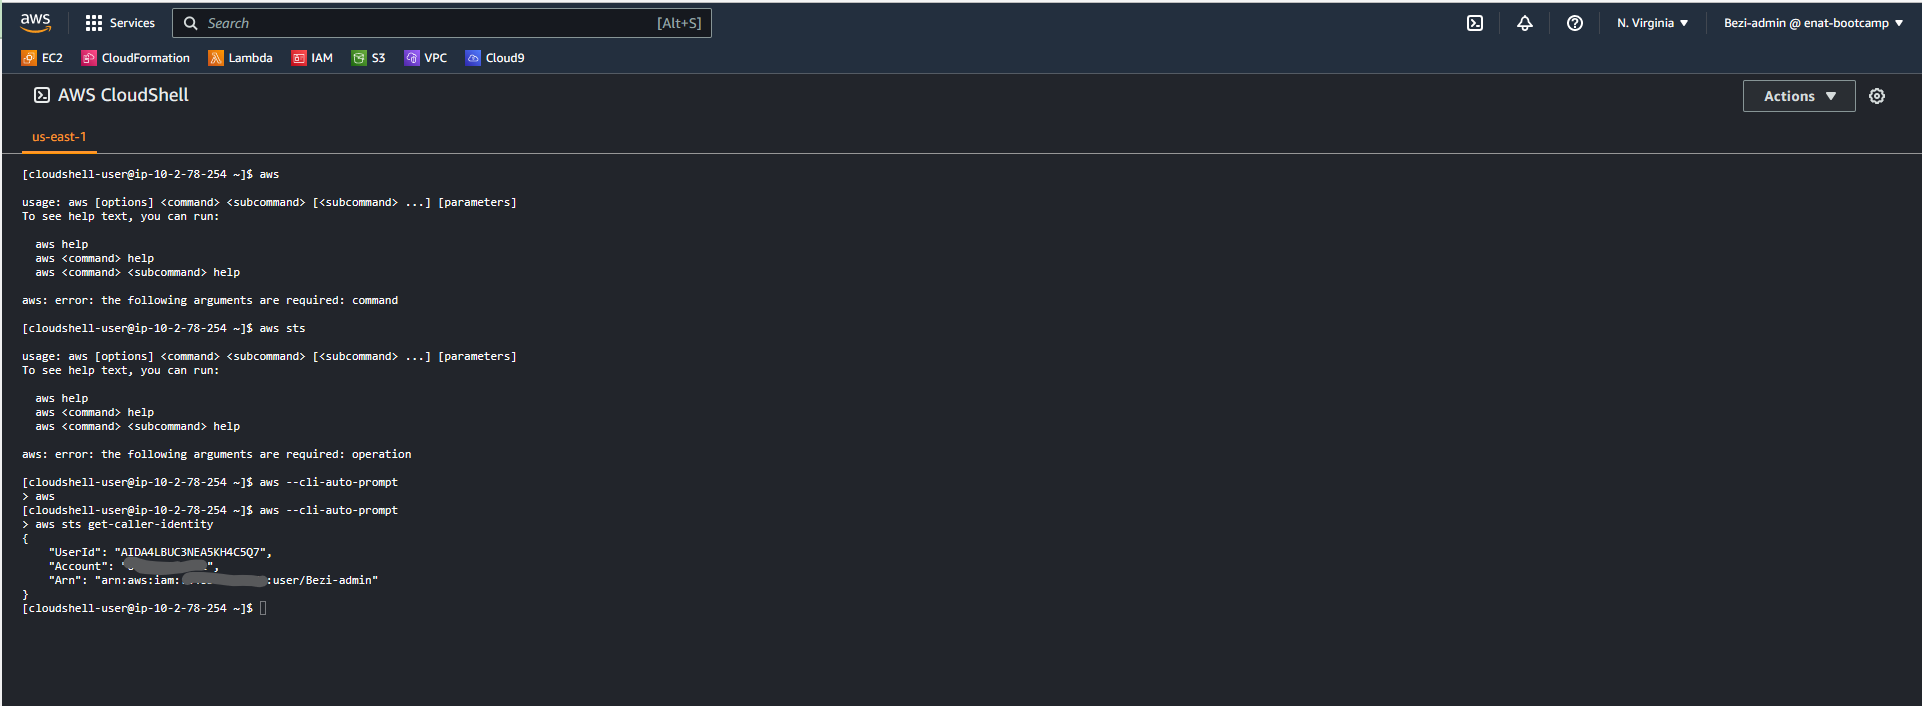 aws
Services
Search
[Alt+S]
N. Virginia
Bezi-admin @ enat-bootcamp
EC2
CloudFormation
Lambda
IAM
S3
VPC
Cloud9
AWS CloudShell
Actions
us-east-1
[cloudshell-user@ip-10-2-78-254 ~]$ aws
usage: aws [options] <command> <subcommand> [<subcommand> ...] [parameters]
To see help text, you can run:
aws help
aws <command> help
aws <command> <subcommand> help
aws: error: the following arguments are required: command
[cloudshell-user@ip-10-2-78-254 ~]$ aws sts
usage: aws [options] <command> <subcommand> [<subcommand> ...] [parameters]
To see help text, you can run:
aws help
aws <command> help
aws <command> <subcommand> help
aws: error: the following arguments are required: operation
[cloudshell-user@ip-10-2-78-254 ~]$ aws --cli-auto-prompt
> aws
[cloudshell-user@ip-10-2-78-254 ~]$ aws --cli-auto-prompt
> aws sts get-caller-identity
{
"UserId": "AIDA4LBUC3NEA5KH4C5Q7",
"Account": "
"Arn": "arn:aws:iam: :user/Bezi-admin"
}
[cloudshell-user@ip-10-2-78-254 ~]$